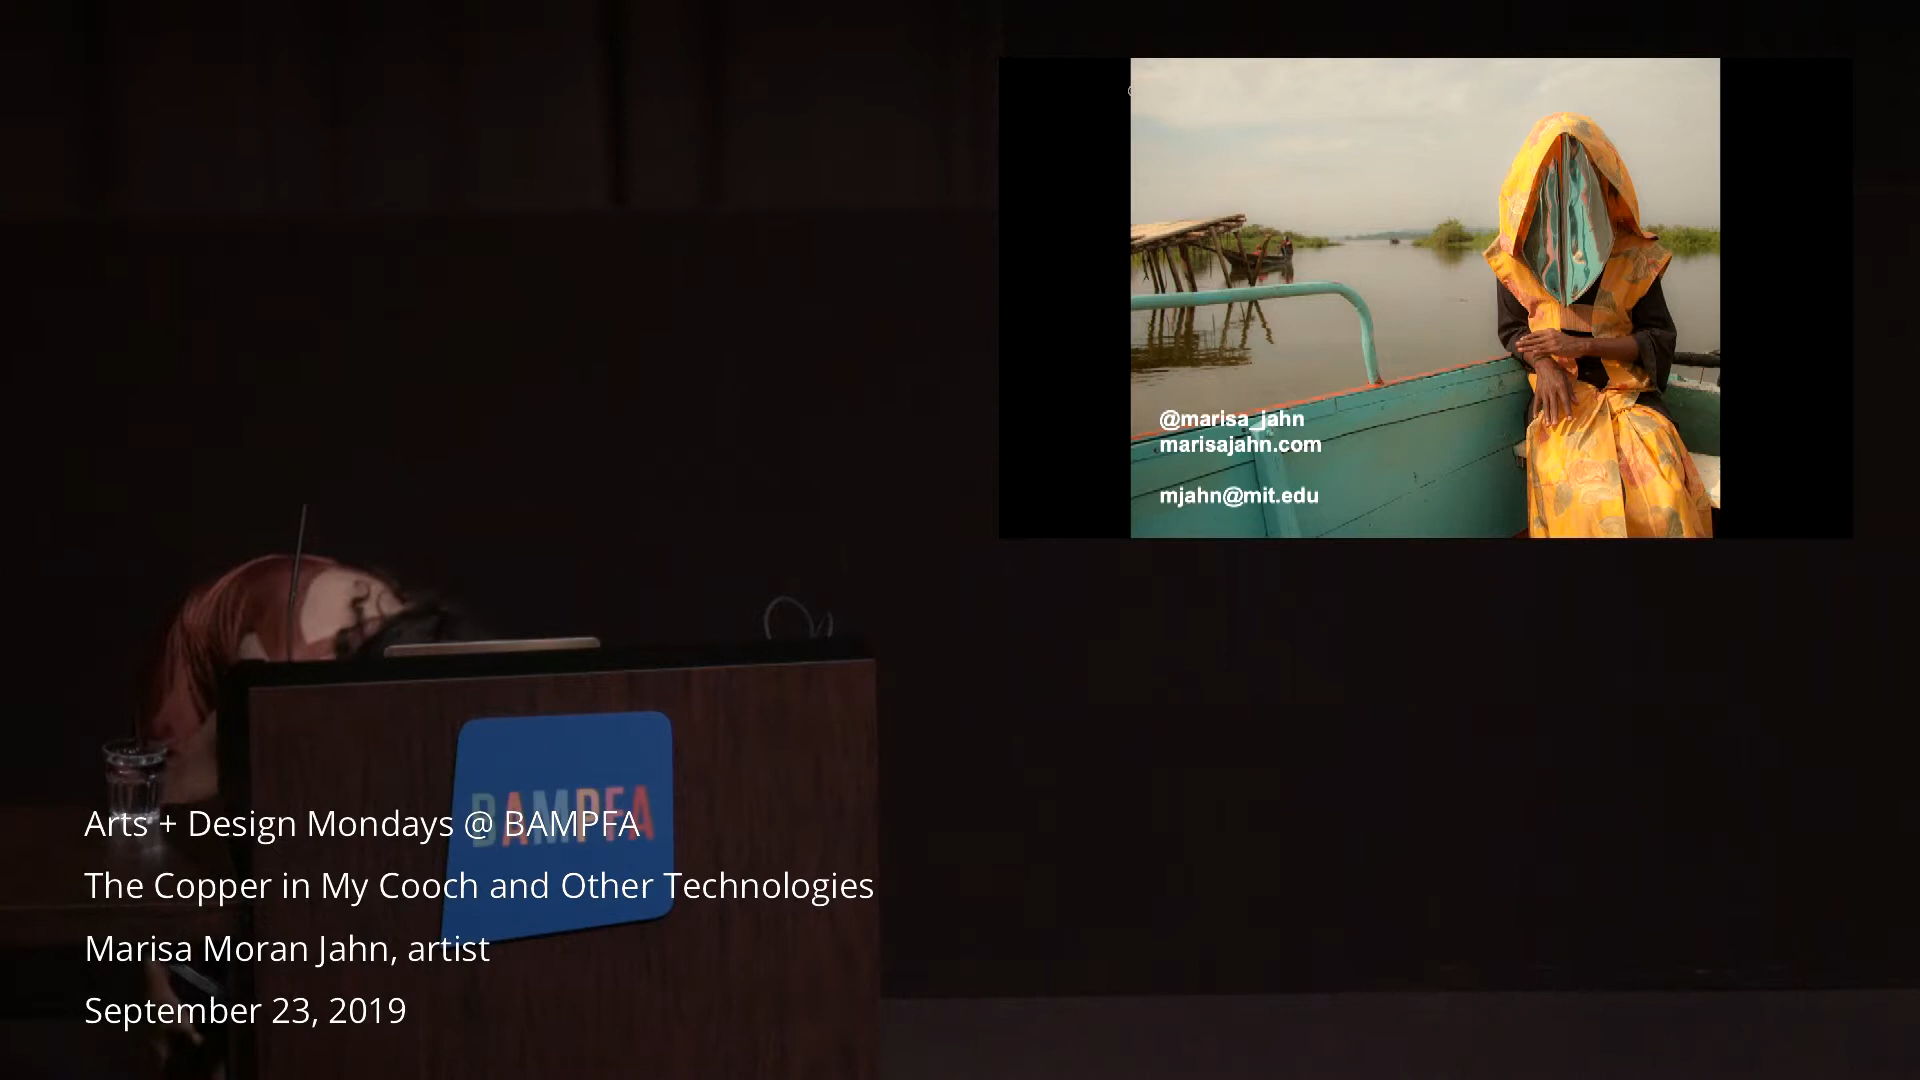 @marisa_jahn
marisajahn.com
mjahn@mit.edu
BAMPFA
Arts + Design Mondays @ BAMPFA
The Copper in My Cooch and Other Technologies
Marisa Moran Jahn, artist
September 23, 2019